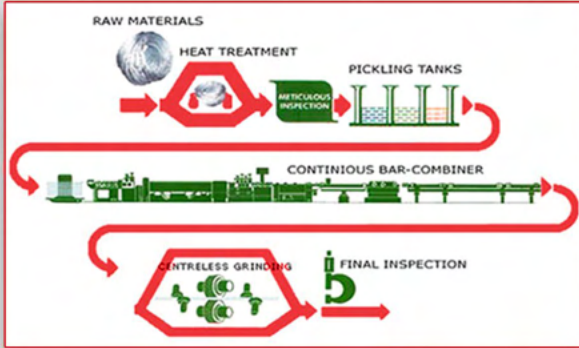 RAW MATERIALS
HEAT TREATMENT
METICULOUS
INSPECTION
PICKLING TANKS
CONTINIOUS BAR-COMBINER
CENTRELESS GRINDING
FINAL INSPECTION